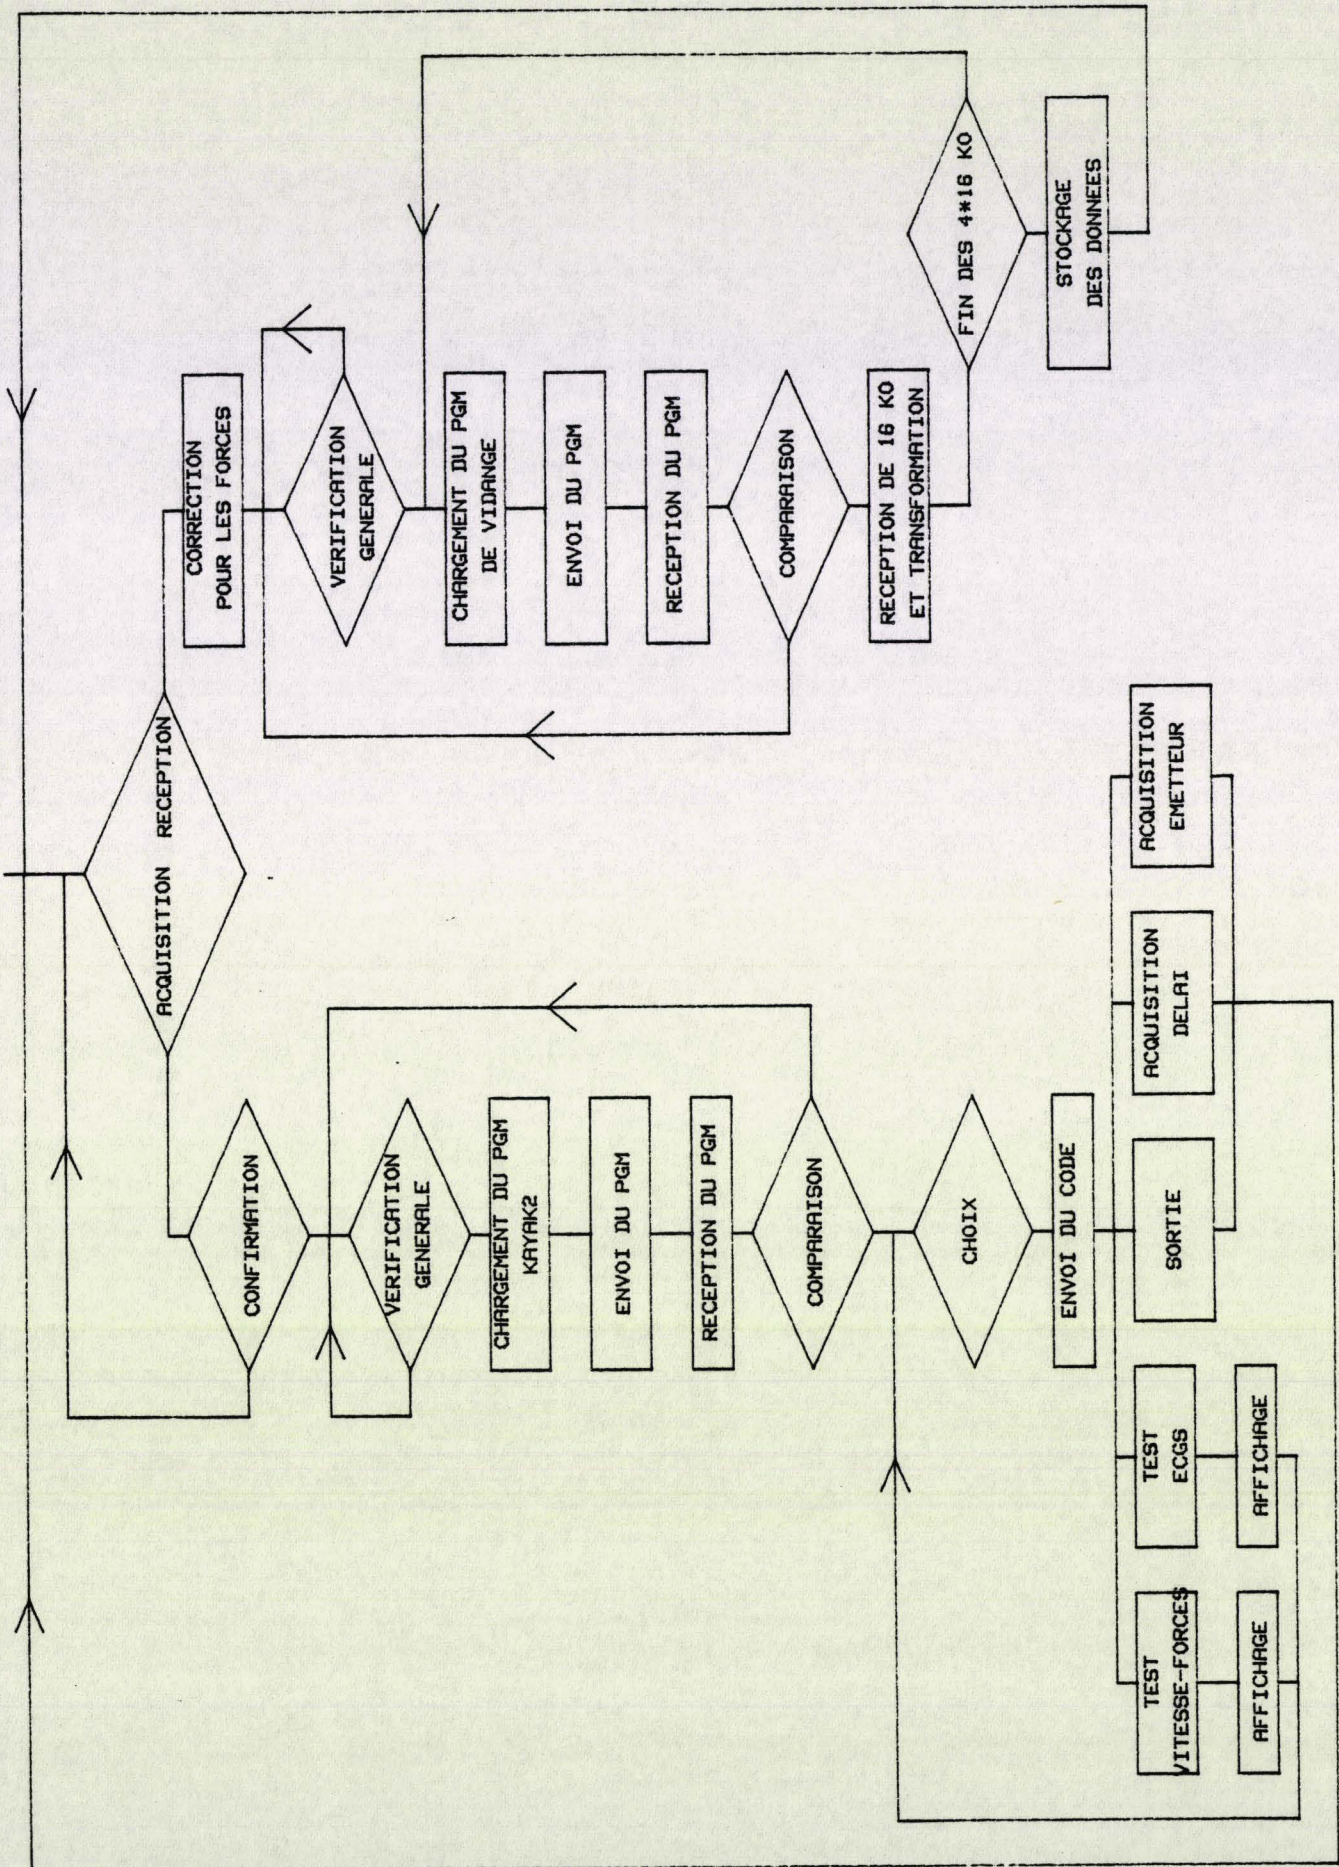 ACQUISITION RECEPTION
CONFIRMATION
VERIFICATION
GENERALE
CHARGEMENT DU PGM
KAYAK2
ENVOI DU PGM
RECEPTION DU PGM
COMPARAISON
CHOIX
ENVOI DU CODE
TEST
VITESSE-FORCES
AFFICHAGE
TEST
ECGS
AFFICHAGE
SORTIE
ACQUISITION
DELAI
ACQUISITION
EMETTEUR
CORRECTION
POUR LES FORCES
VERIFICATION
GENERALE
CHARGEMENT DU PGM
DE VIDANGE
ENVOI DU PGM
RECEPTION DU PGM
COMPARAISON
RECEPTION DE 16 KO
ET TRANSFORMATION
FIN DES 4*16 KO
STOCKAGE
DES DONNEES